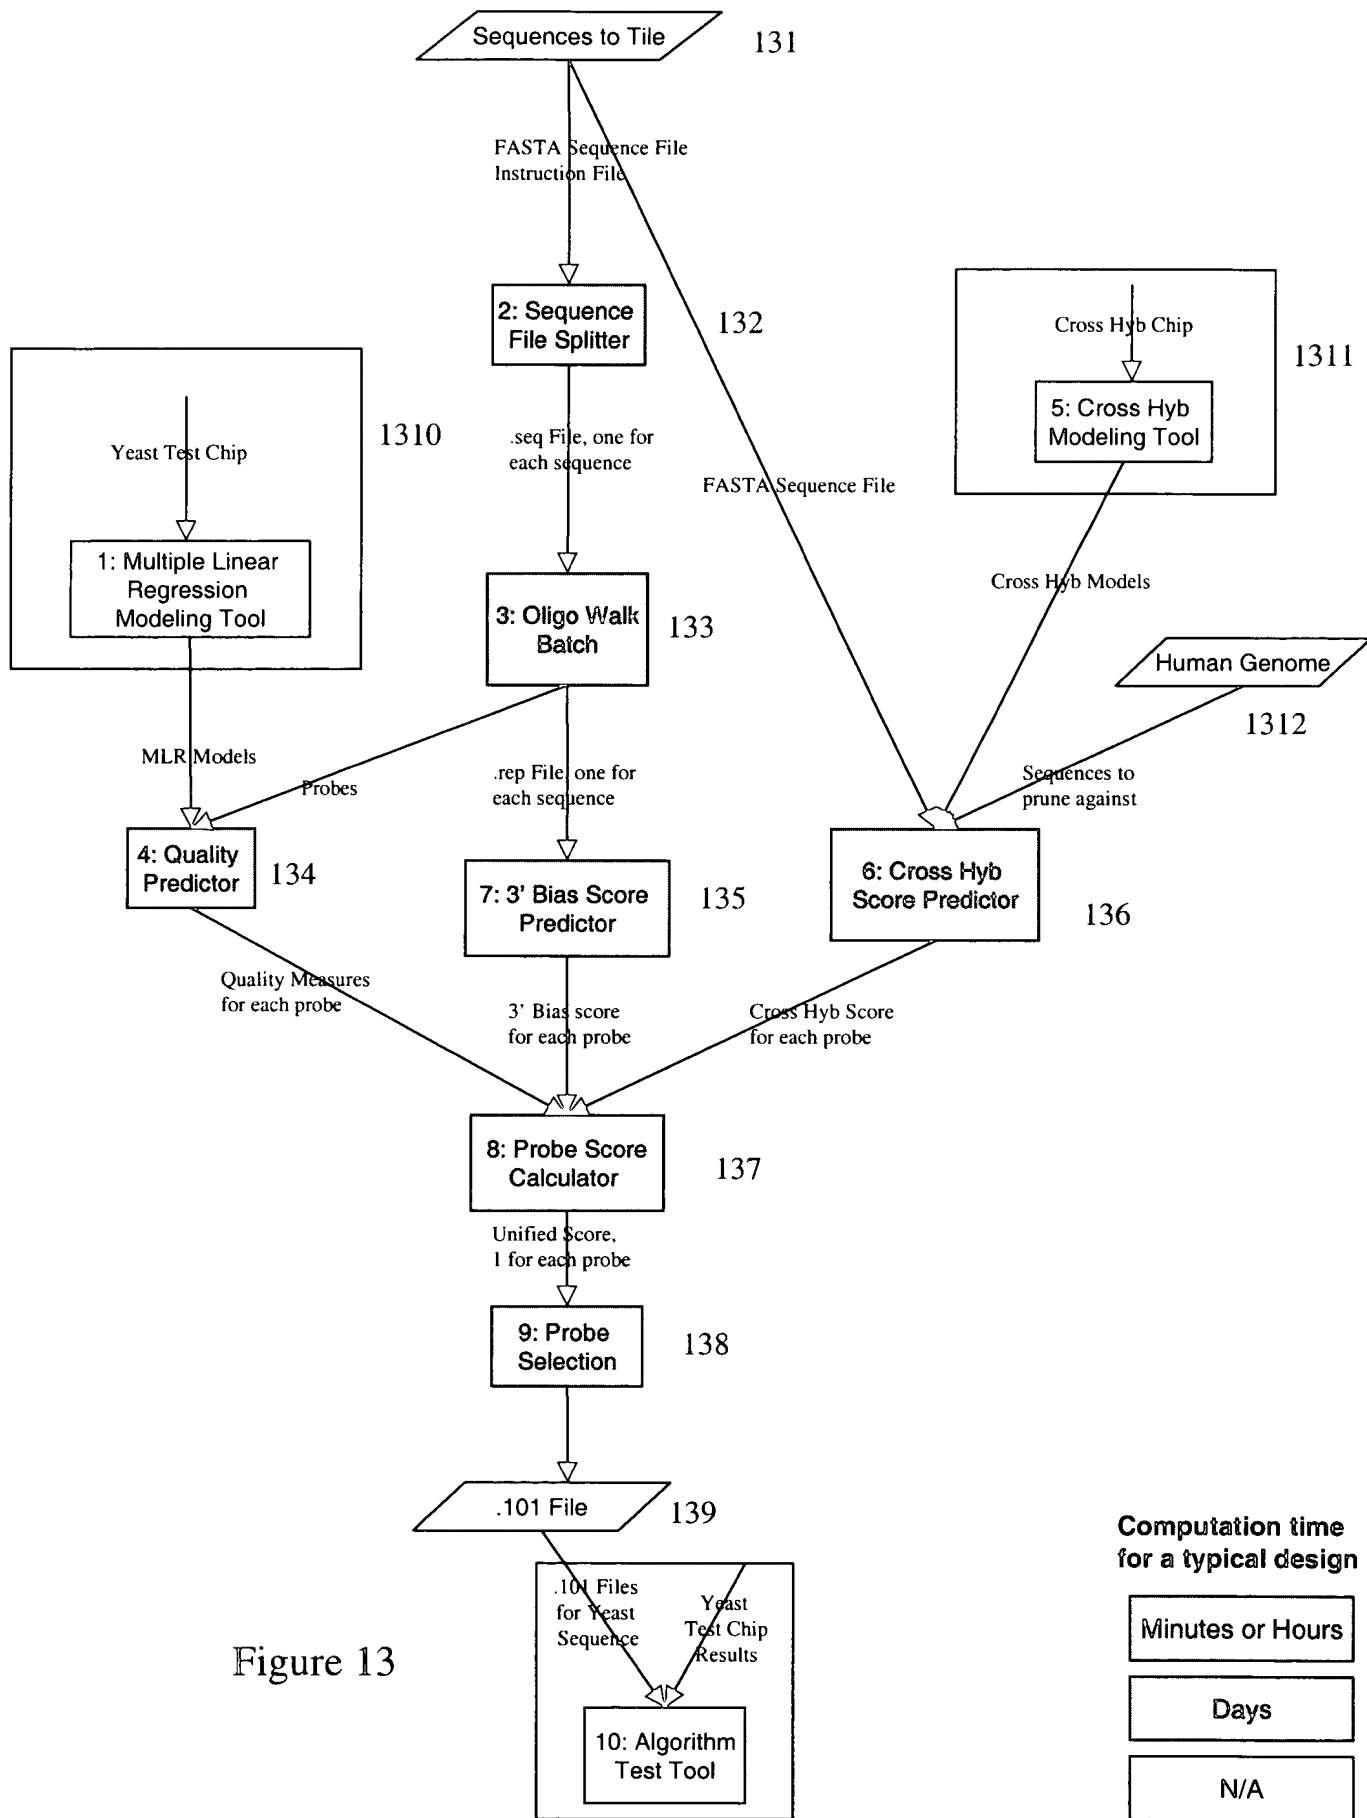 Sequences to Tile
131
FASTA Sequence File
Instruction File
2: Sequence
File Splitter
132
Cross Hyb Chip
1311
5: Cross Hyb
Modeling Tool
1310
Yeast Test Chip
.seq File, one for
each sequence
FASTA Sequence File
1: Multiple Linear
Regression
Modeling Tool
Cross Hyb Models
3: Oligo Walk
Batch
133
Human Genome
1312
MLR Models
Probes
.rep File, one for
each sequence
Sequences to
prune against
4: Quality
Predictor
134
7: 3' Bias Score
Predictor
135
6: Cross Hyb
Score Predictor
136
Quality Measures
for each probe
3' Bias score
for each probe
Cross Hyb Score
for each probe
8: Probe Score
Calculator
137
Unified Score,
1 for each probe
9: Probe
Selection
138
.101 File
139
.101 Files
for Yeast
Sequence
Yeast
Test Chip
Results
10: Algorithm
Test Tool
Figure 13
Computation time
for a typical design
Minutes or Hours
Days
N/A